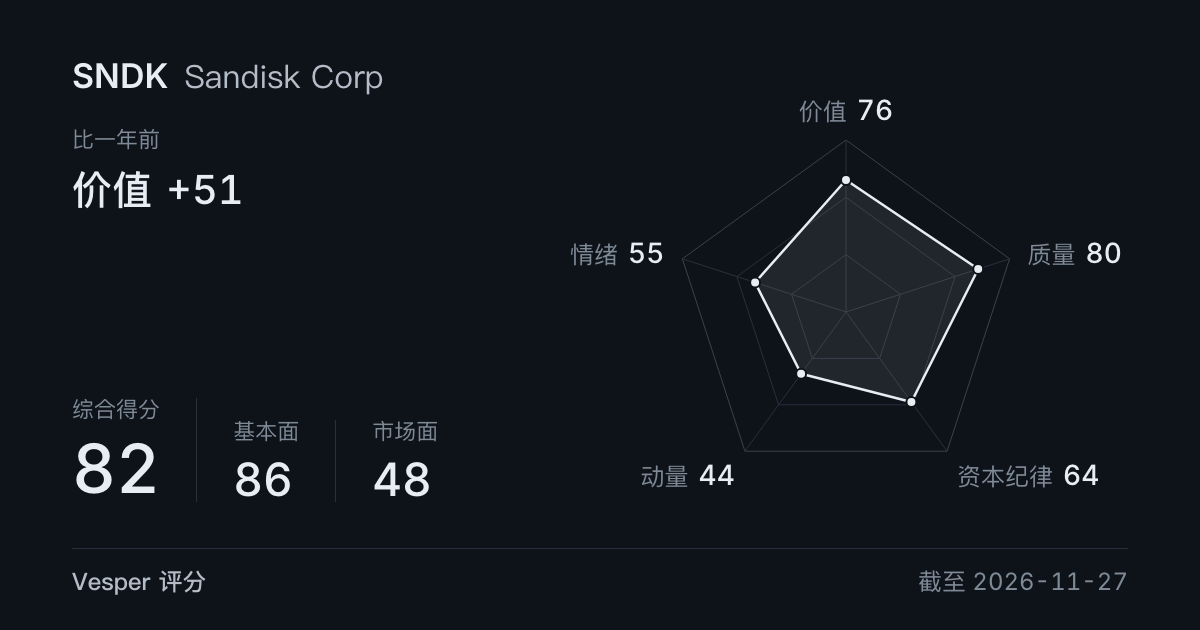 SNDK Sandisk Corp
比一年前
价值 +51
价值 76
情绪 55
质量 80
动量 44
资本纪律 64
综合得分
82
基本面
86
市场面
48
Vesper 评分
截至 2026-11-27